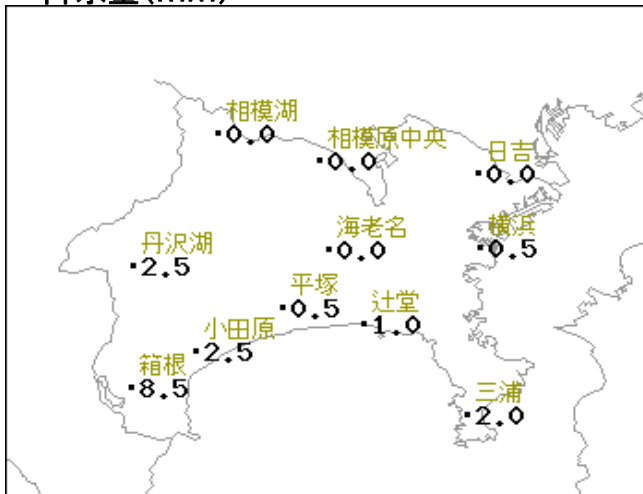 (mm)
相模湖
0.0
相模原中央
0.0
日吉
0.0
丹沢湖
2.5
海老名
0.0
横浜
0.5
平塚
0.5
辻堂
1.0
小田原
2.5
箱根
8.5
三浦
2.0